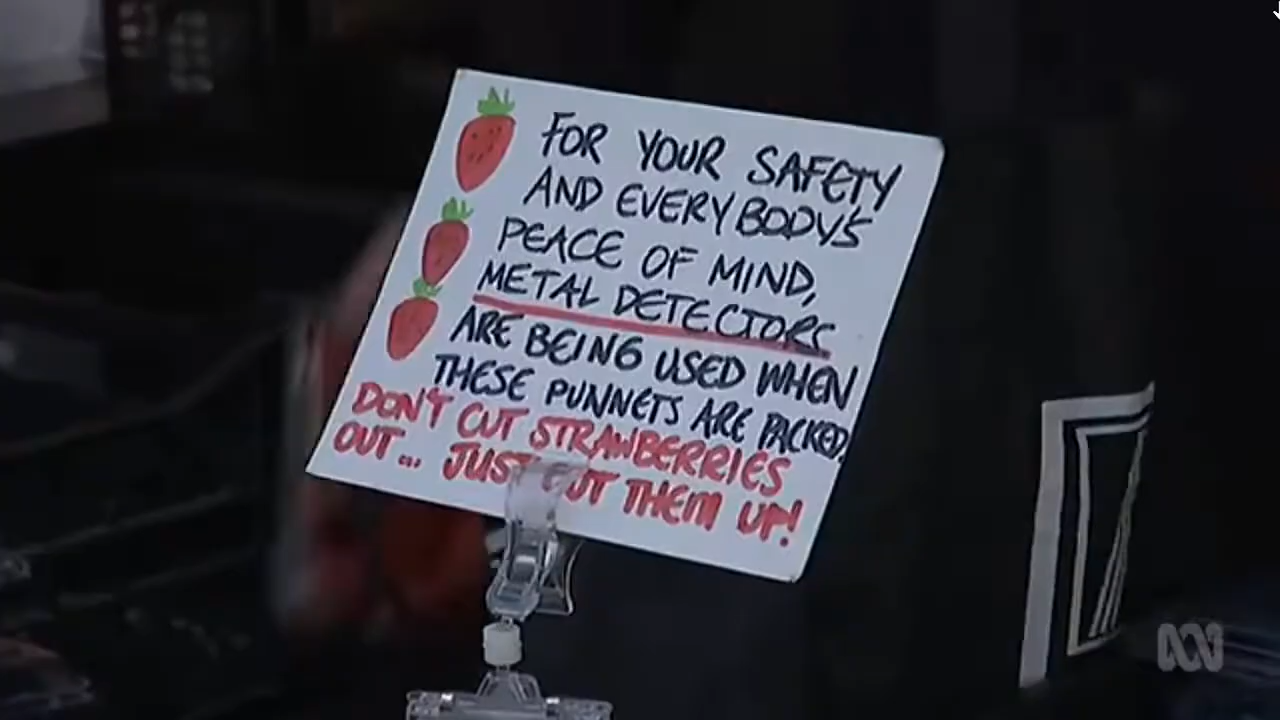 FOR YOUR SAFETY
AND EVERYBODY'S
PEACE OF MIND,
METAL DETECTORS
ARE BEING USED WHEN
THESE PUNNETS ARE PACKED,
DON'T CUT STRAWBERRIES
OUT... JUST CUT THEM UP!
ABC